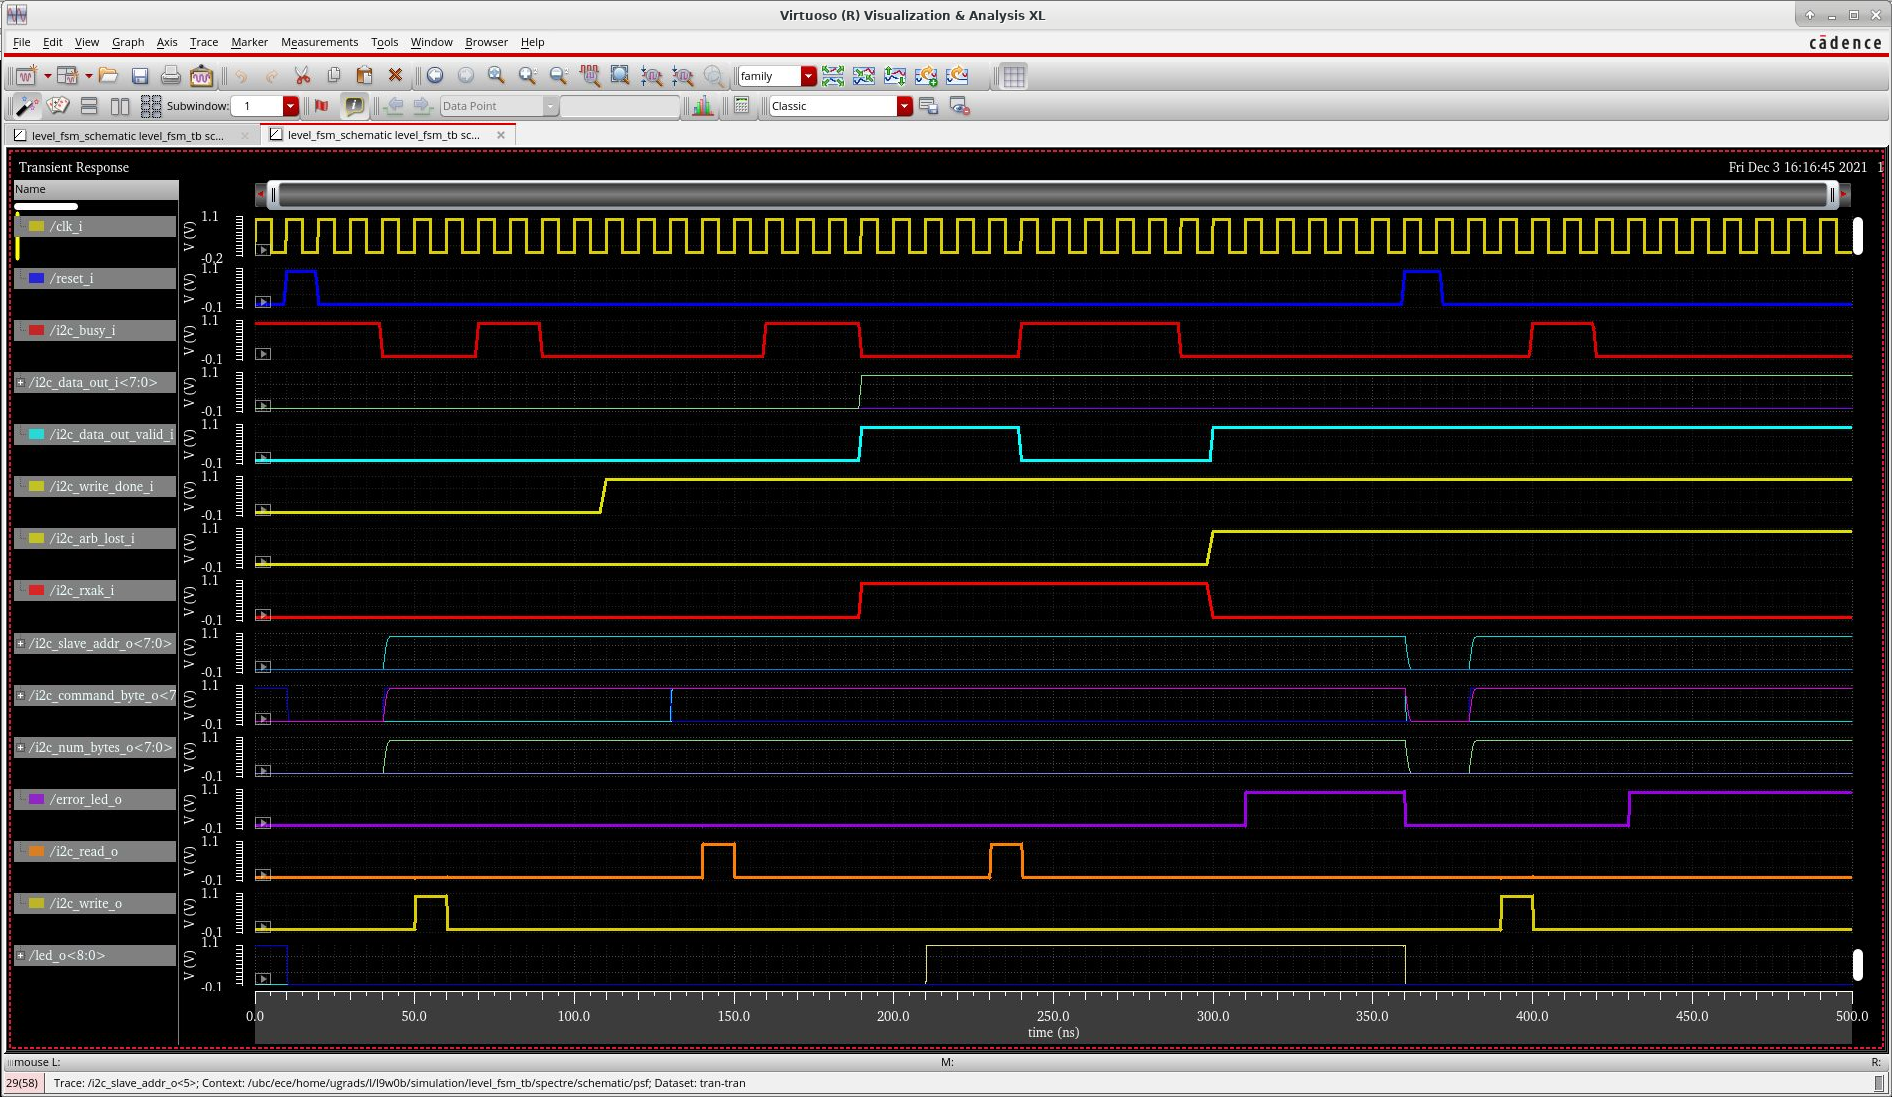 Virtuoso (R) Visualization & Analysis XL
File Edit View Graph Axis Trace Marker Measurements Tools Window Browser Help
cādence
family
Subwindow: 1 Data Point Classic
level_fsm_schematic level_fsm_tb sc... level_fsm_schematic level_fsm_tb sc...
Transient Response Fri Dec 3 16:16:45 2021 1
Name
/clk_i V (V) 1.1 -0.2
/reset_i V (V) 1.1 -0.1
/i2c_busy_i V (V) 1.1 -0.1
/i2c_data_out_i<7:0> V (V) 1.1 -0.1
/i2c_data_out_valid_i V (V) 1.1 -0.1
/i2c_write_done_i V (V) 1.1 -0.1
/i2c_arb_lost_i V (V) 1.1 -0.1
/i2c_rxak_i V (V) 1.1 -0.1
/i2c_slave_addr_o<7:0> V (V) 1.1 -0.1
/i2c_command_byte_o<7 V (V) 1.1 -0.1
/i2c_num_bytes_o<7:0> V (V) 1.1 -0.1
/error_led_o V (V) 1.1 -0.1
/i2c_read_o V (V) 1.1 -0.1
/i2c_write_o V (V) 1.1 -0.1
/led_o<8:0> V (V) 1.1 -0.1
0.0 50.0 100.0 150.0 200.0 250.0 300.0 350.0 400.0 450.0 500.0
time (ns)
mouse L: M: R:
29(58) Trace: /i2c_slave_addr_o<5>; Context: /ubc/ece/home/ugrads/l/l9w0b/simulation/level_fsm_tb/spectre/schematic/psf; Dataset: tran-tran